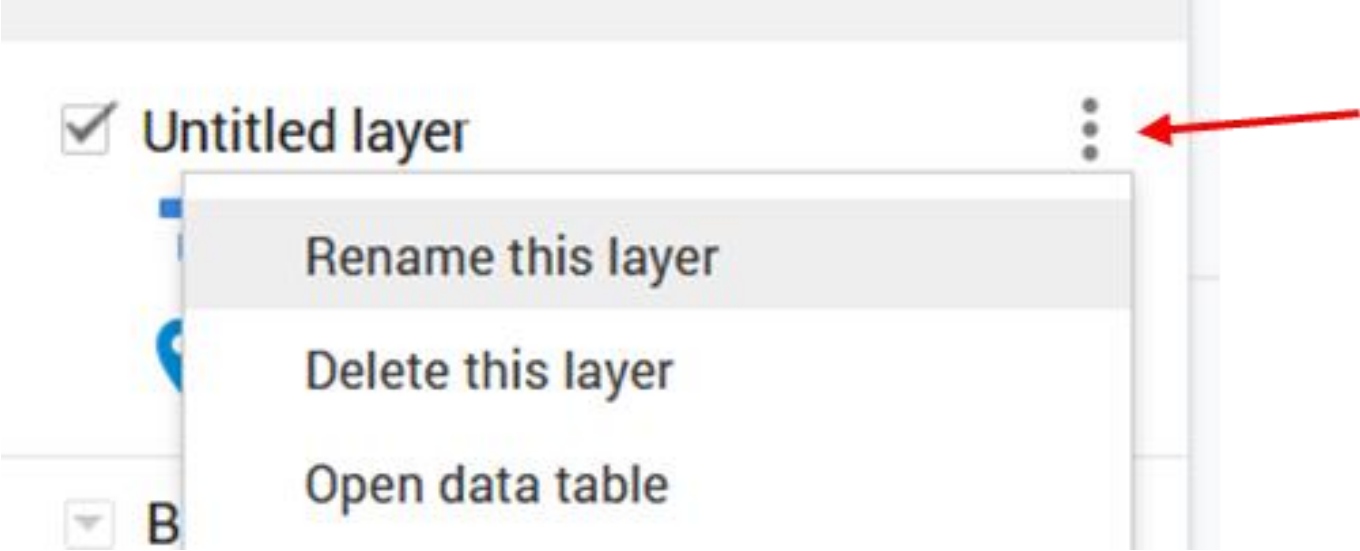 Untitled layer
Rename this layer
Delete this layer
Open data table
B